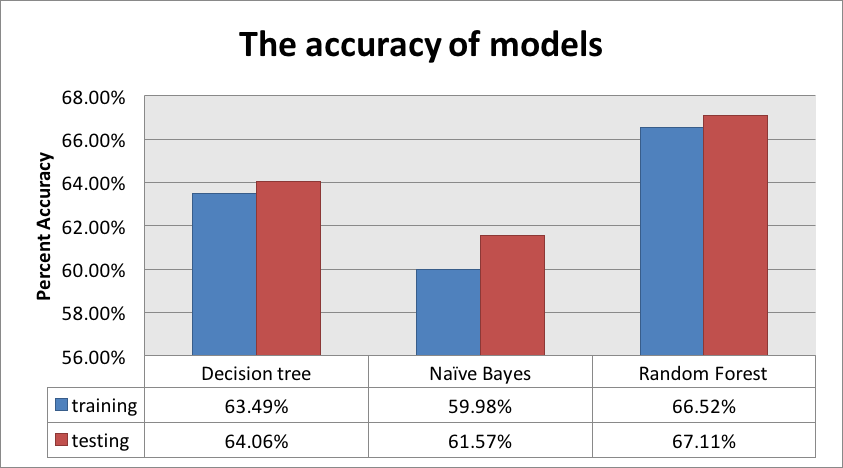 The accuracy of models
Percent Accuracy
68.00%
66.00%
64.00%
62.00%
60.00%
58.00%
56.00%
Decision tree Naïve Bayes Random Forest
training 63.49% 59.98% 66.52%
testing 64.06% 61.57% 67.11%